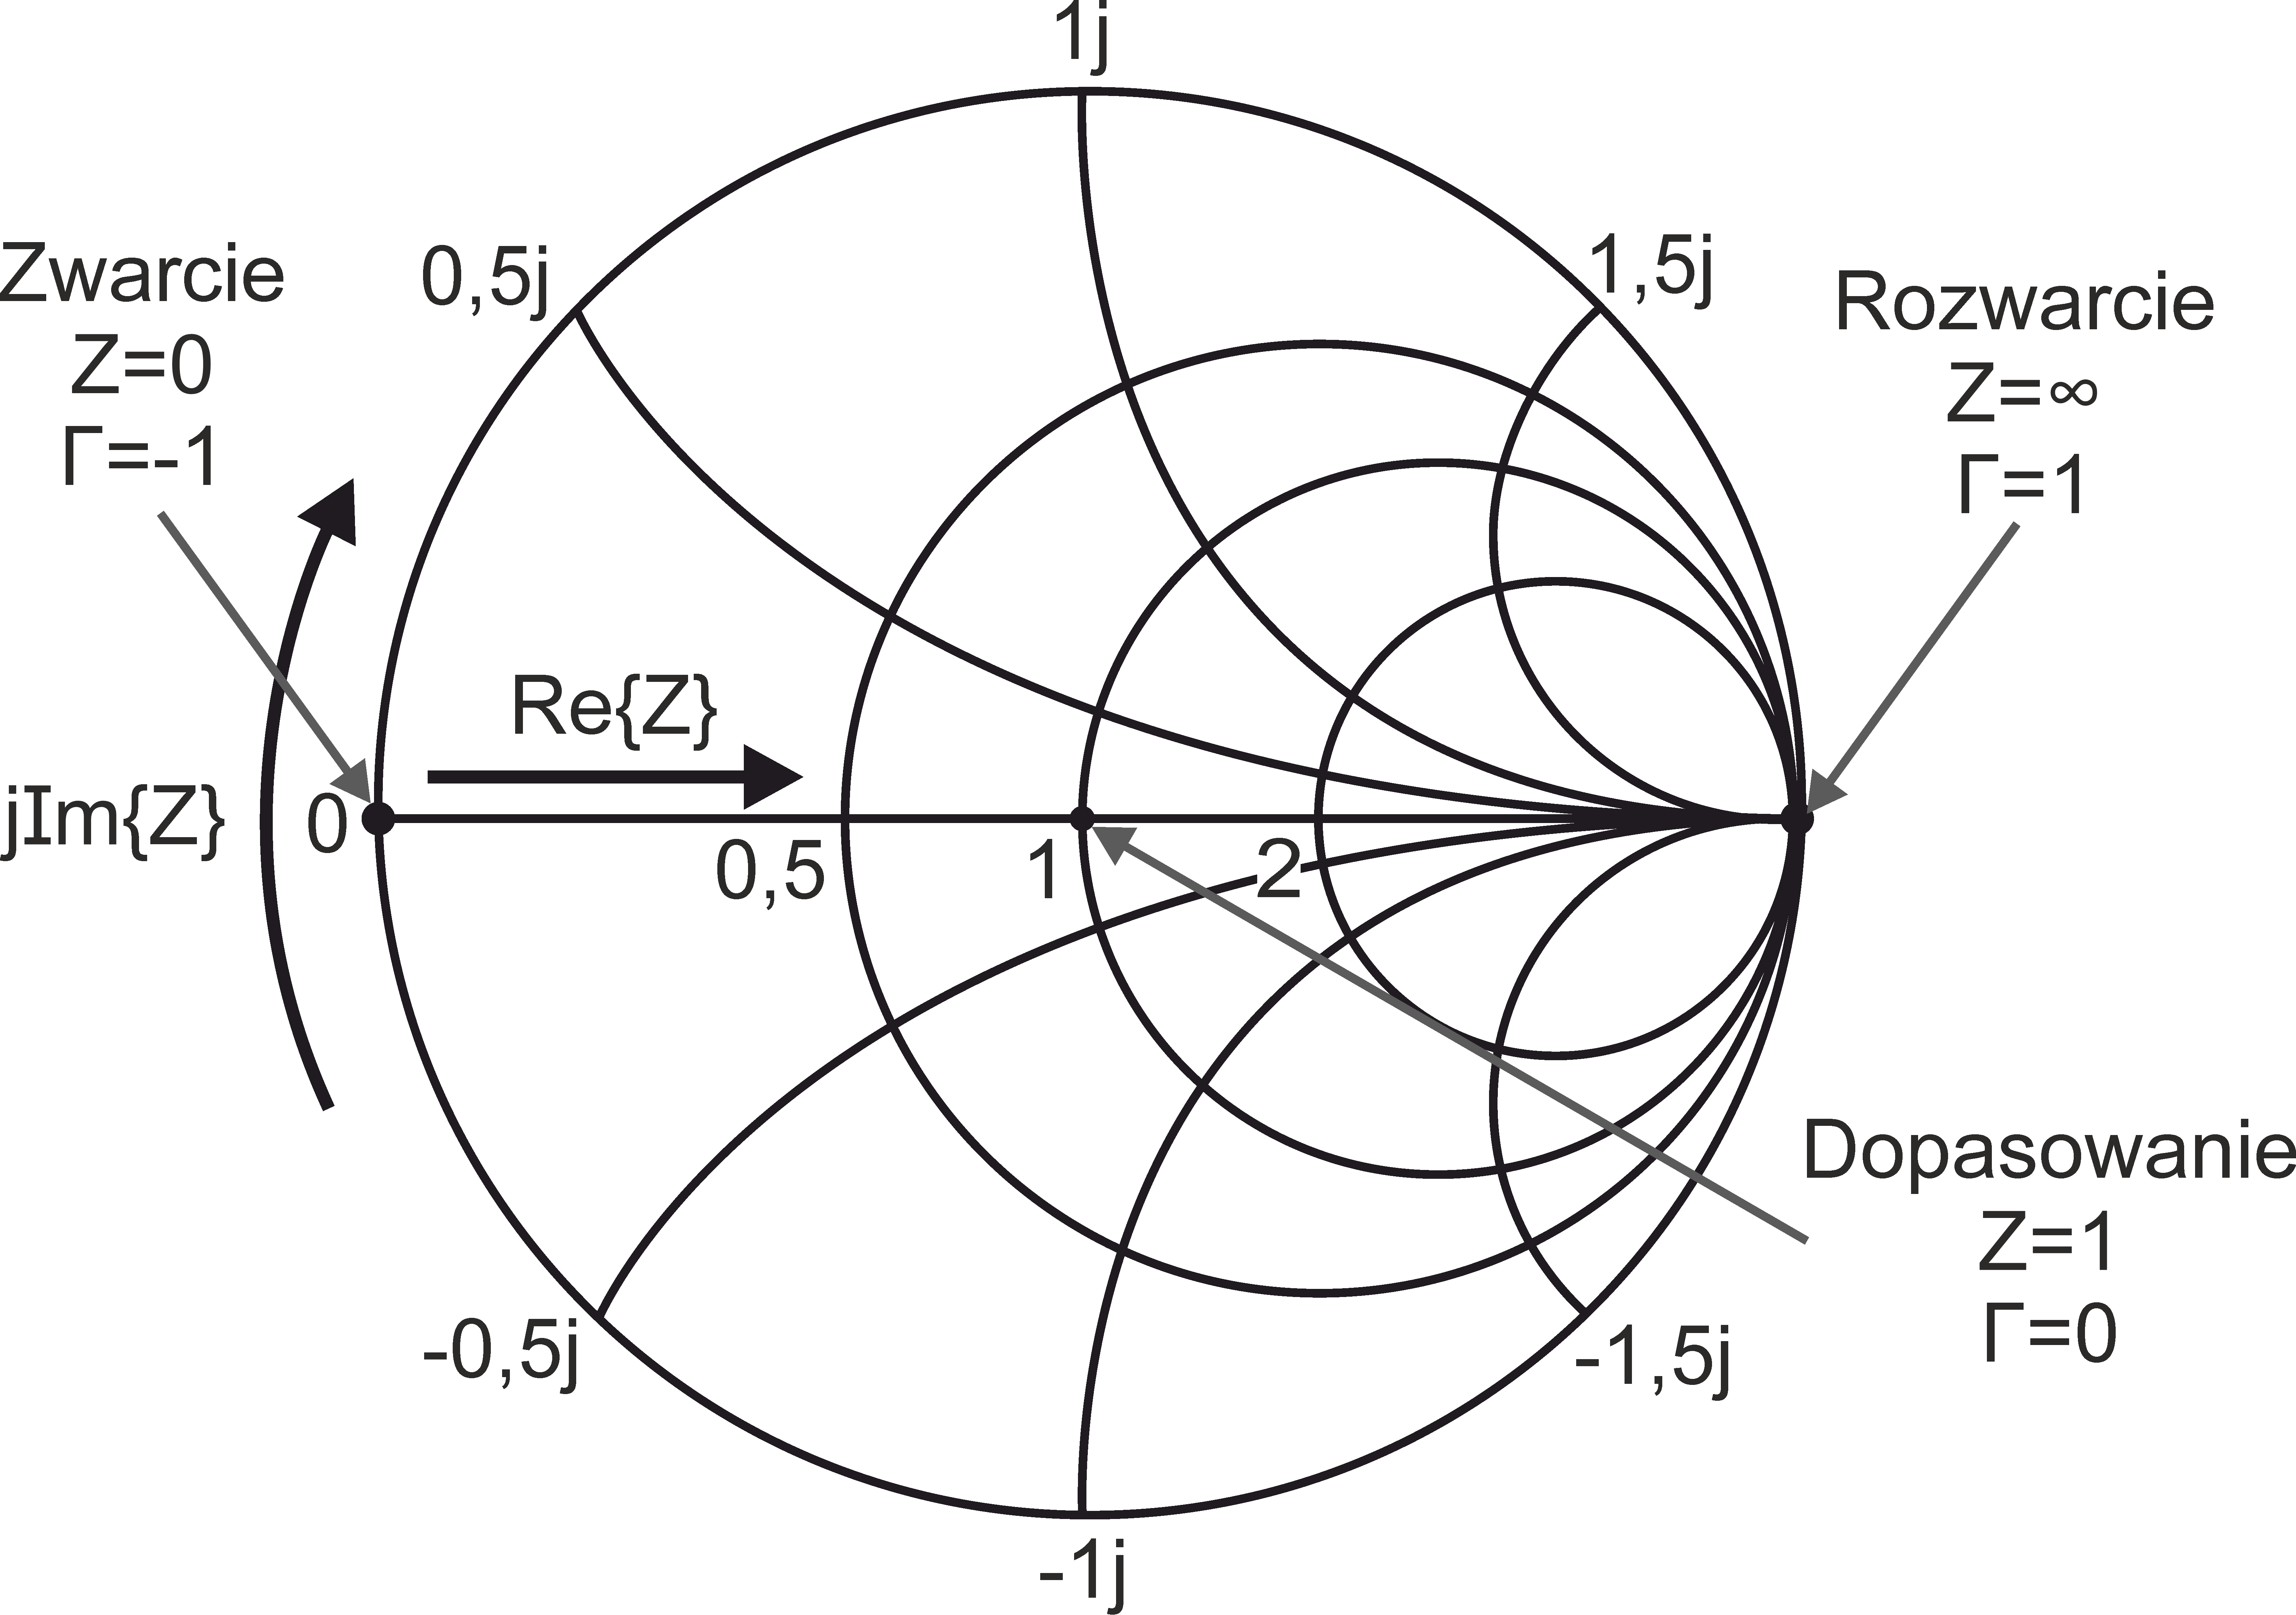 1j
Zwarcie
Z=0
Γ=-1
0,5j
1,5j
Rozwarcie
Z=∞
Γ=1
Re{Z}
jIm{Z}
0
0,5
1
2
Dopasowanie
Z=1
Γ=0
-0,5j
-1,5j
-1j